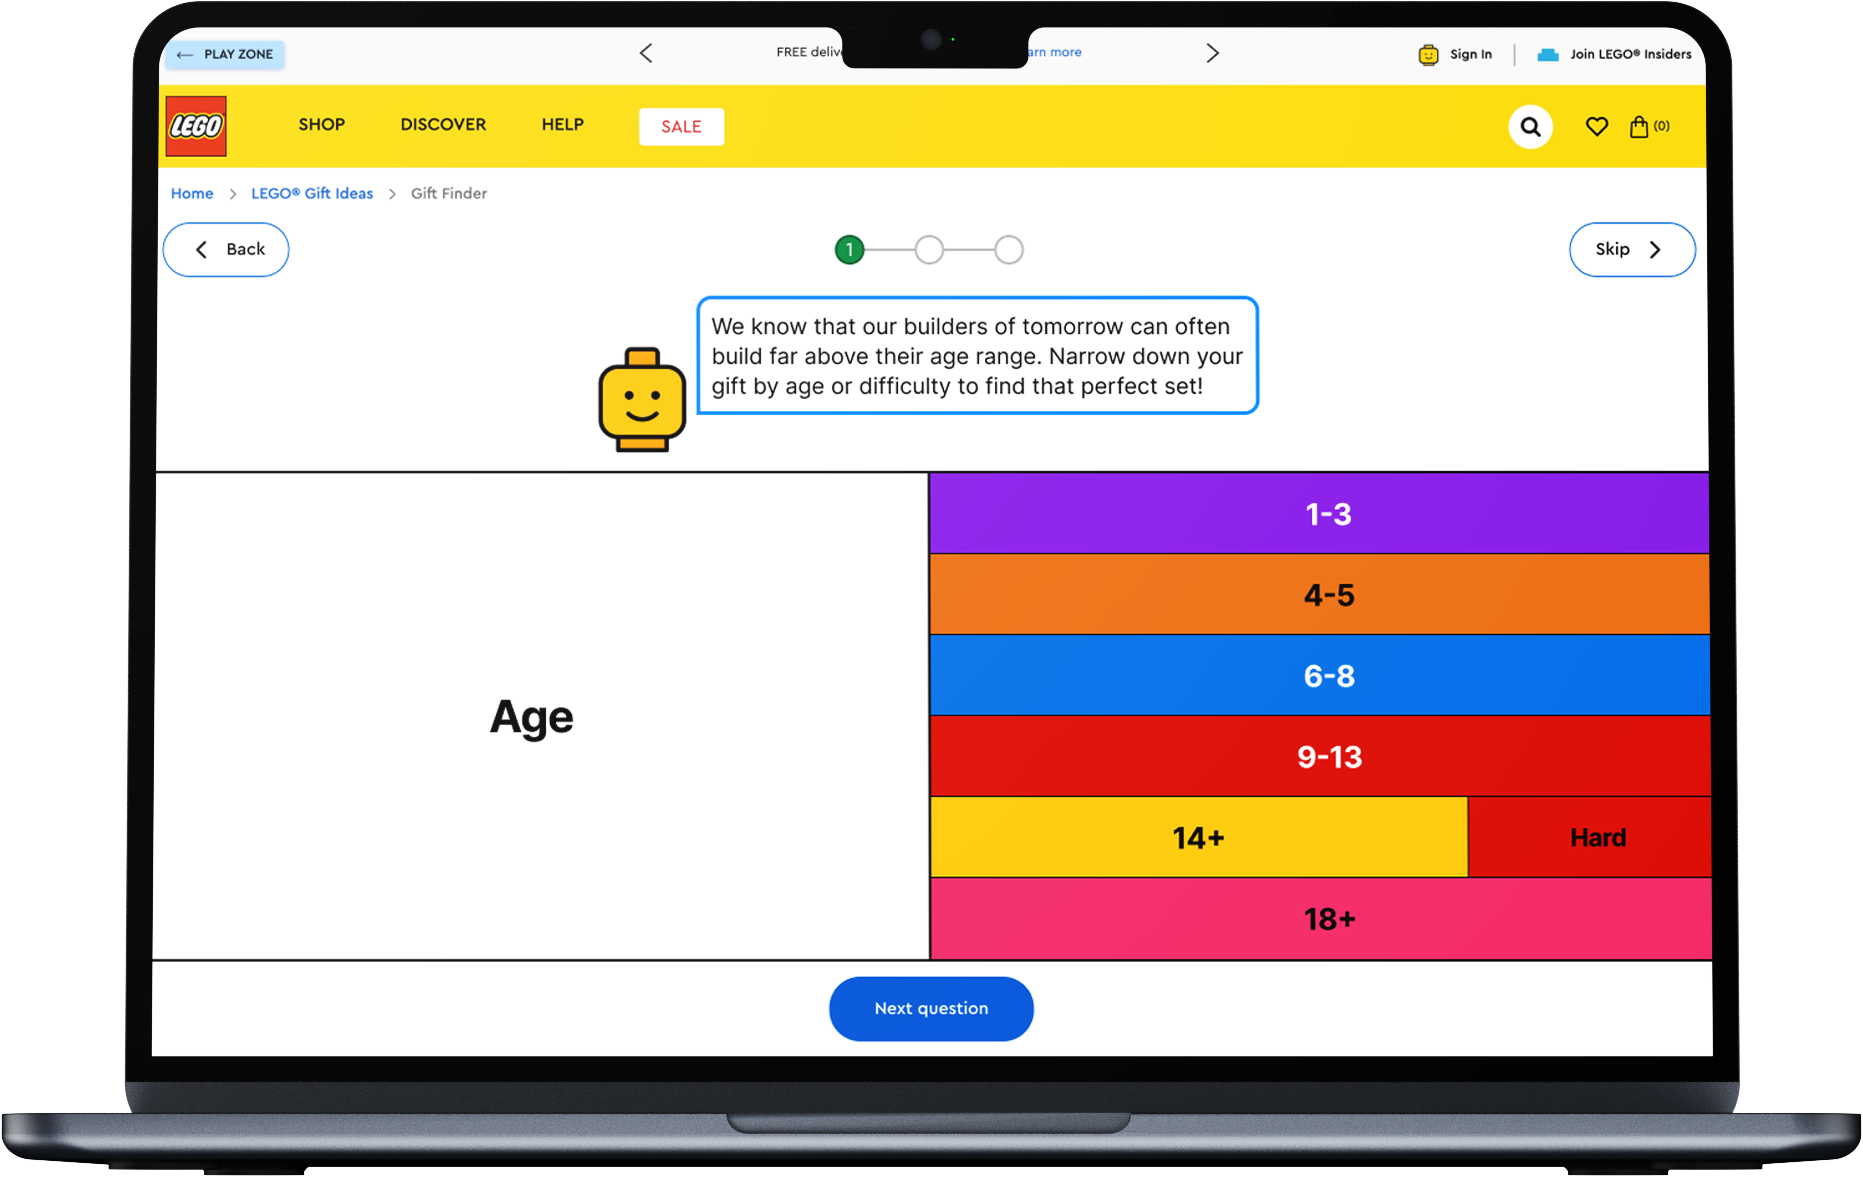 PLAY ZONE
FREE
more
Sign In
Join LEGO® Insiders
LEGO
SHOP
DISCOVER
HELP
SALE
(0)
Home > LEGO® Gift Ideas > Gift Finder
Back
1
Skip
We know that our builders of tomorrow can often
build far above their age range. Narrow down your
gift by age or difficulty to find that perfect set!
Age
1-3
4-5
6-8
9-13
14+
Hard
18+
Next question